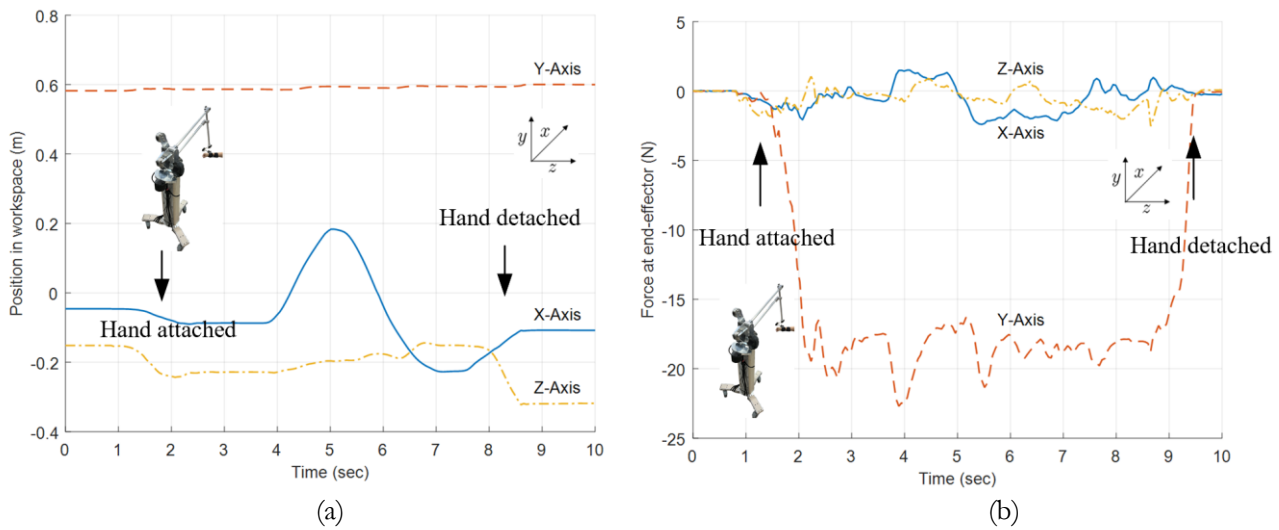 0.8
0.6
0.4
0.2
0
-0.2
-0.4
Position in workspace (m)
Y-Axis
y
x
z
Hand detached
Hand attached
X-Axis
Z-Axis
0 1 2 3 4 5 6 7 8 9 10
Time (sec)
(a)
5
0
-5
-10
-15
-20
-25
Force at end-effector (N)
Z-Axis
X-Axis
y
x
z
Hand attached
Hand detached
Y-Axis
0 1 2 3 4 5 6 7 8 9 10
Time (sec)
(b)